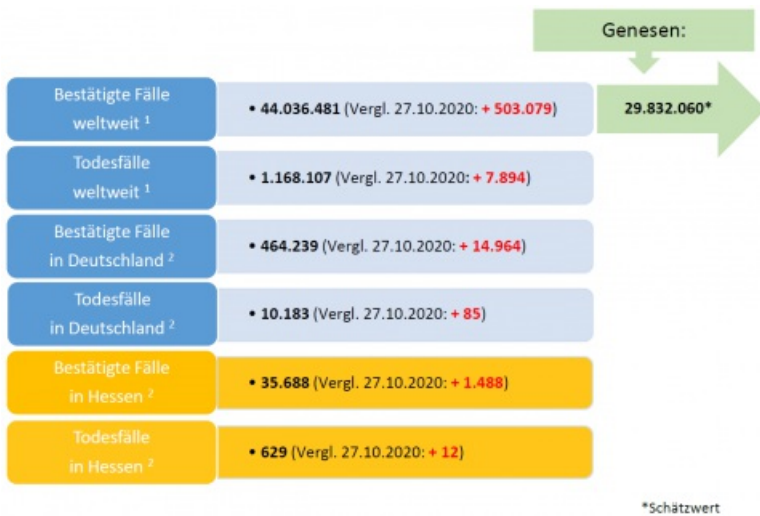 Genesen:
Bestätigte Fälle
weltweit ¹
• 44.036.481 (Vergl. 27.10.2020: + 503.079)
29.832.060*
Todesfälle
weltweit ¹
• 1.168.107 (Vergl. 27.10.2020: + 7.894)
Bestätigte Fälle
in Deutschland ²
• 464.239 (Vergl. 27.10.2020: + 14.964)
Todesfälle
in Deutschland ²
• 10.183 (Vergl. 27.10.2020: + 85)
Bestätigte Fälle
in Hessen ²
• 35.688 (Vergl. 27.10.2020: + 1.488)
Todesfälle
in Hessen ²
• 629 (Vergl. 27.10.2020: + 12)
*Schätzwert